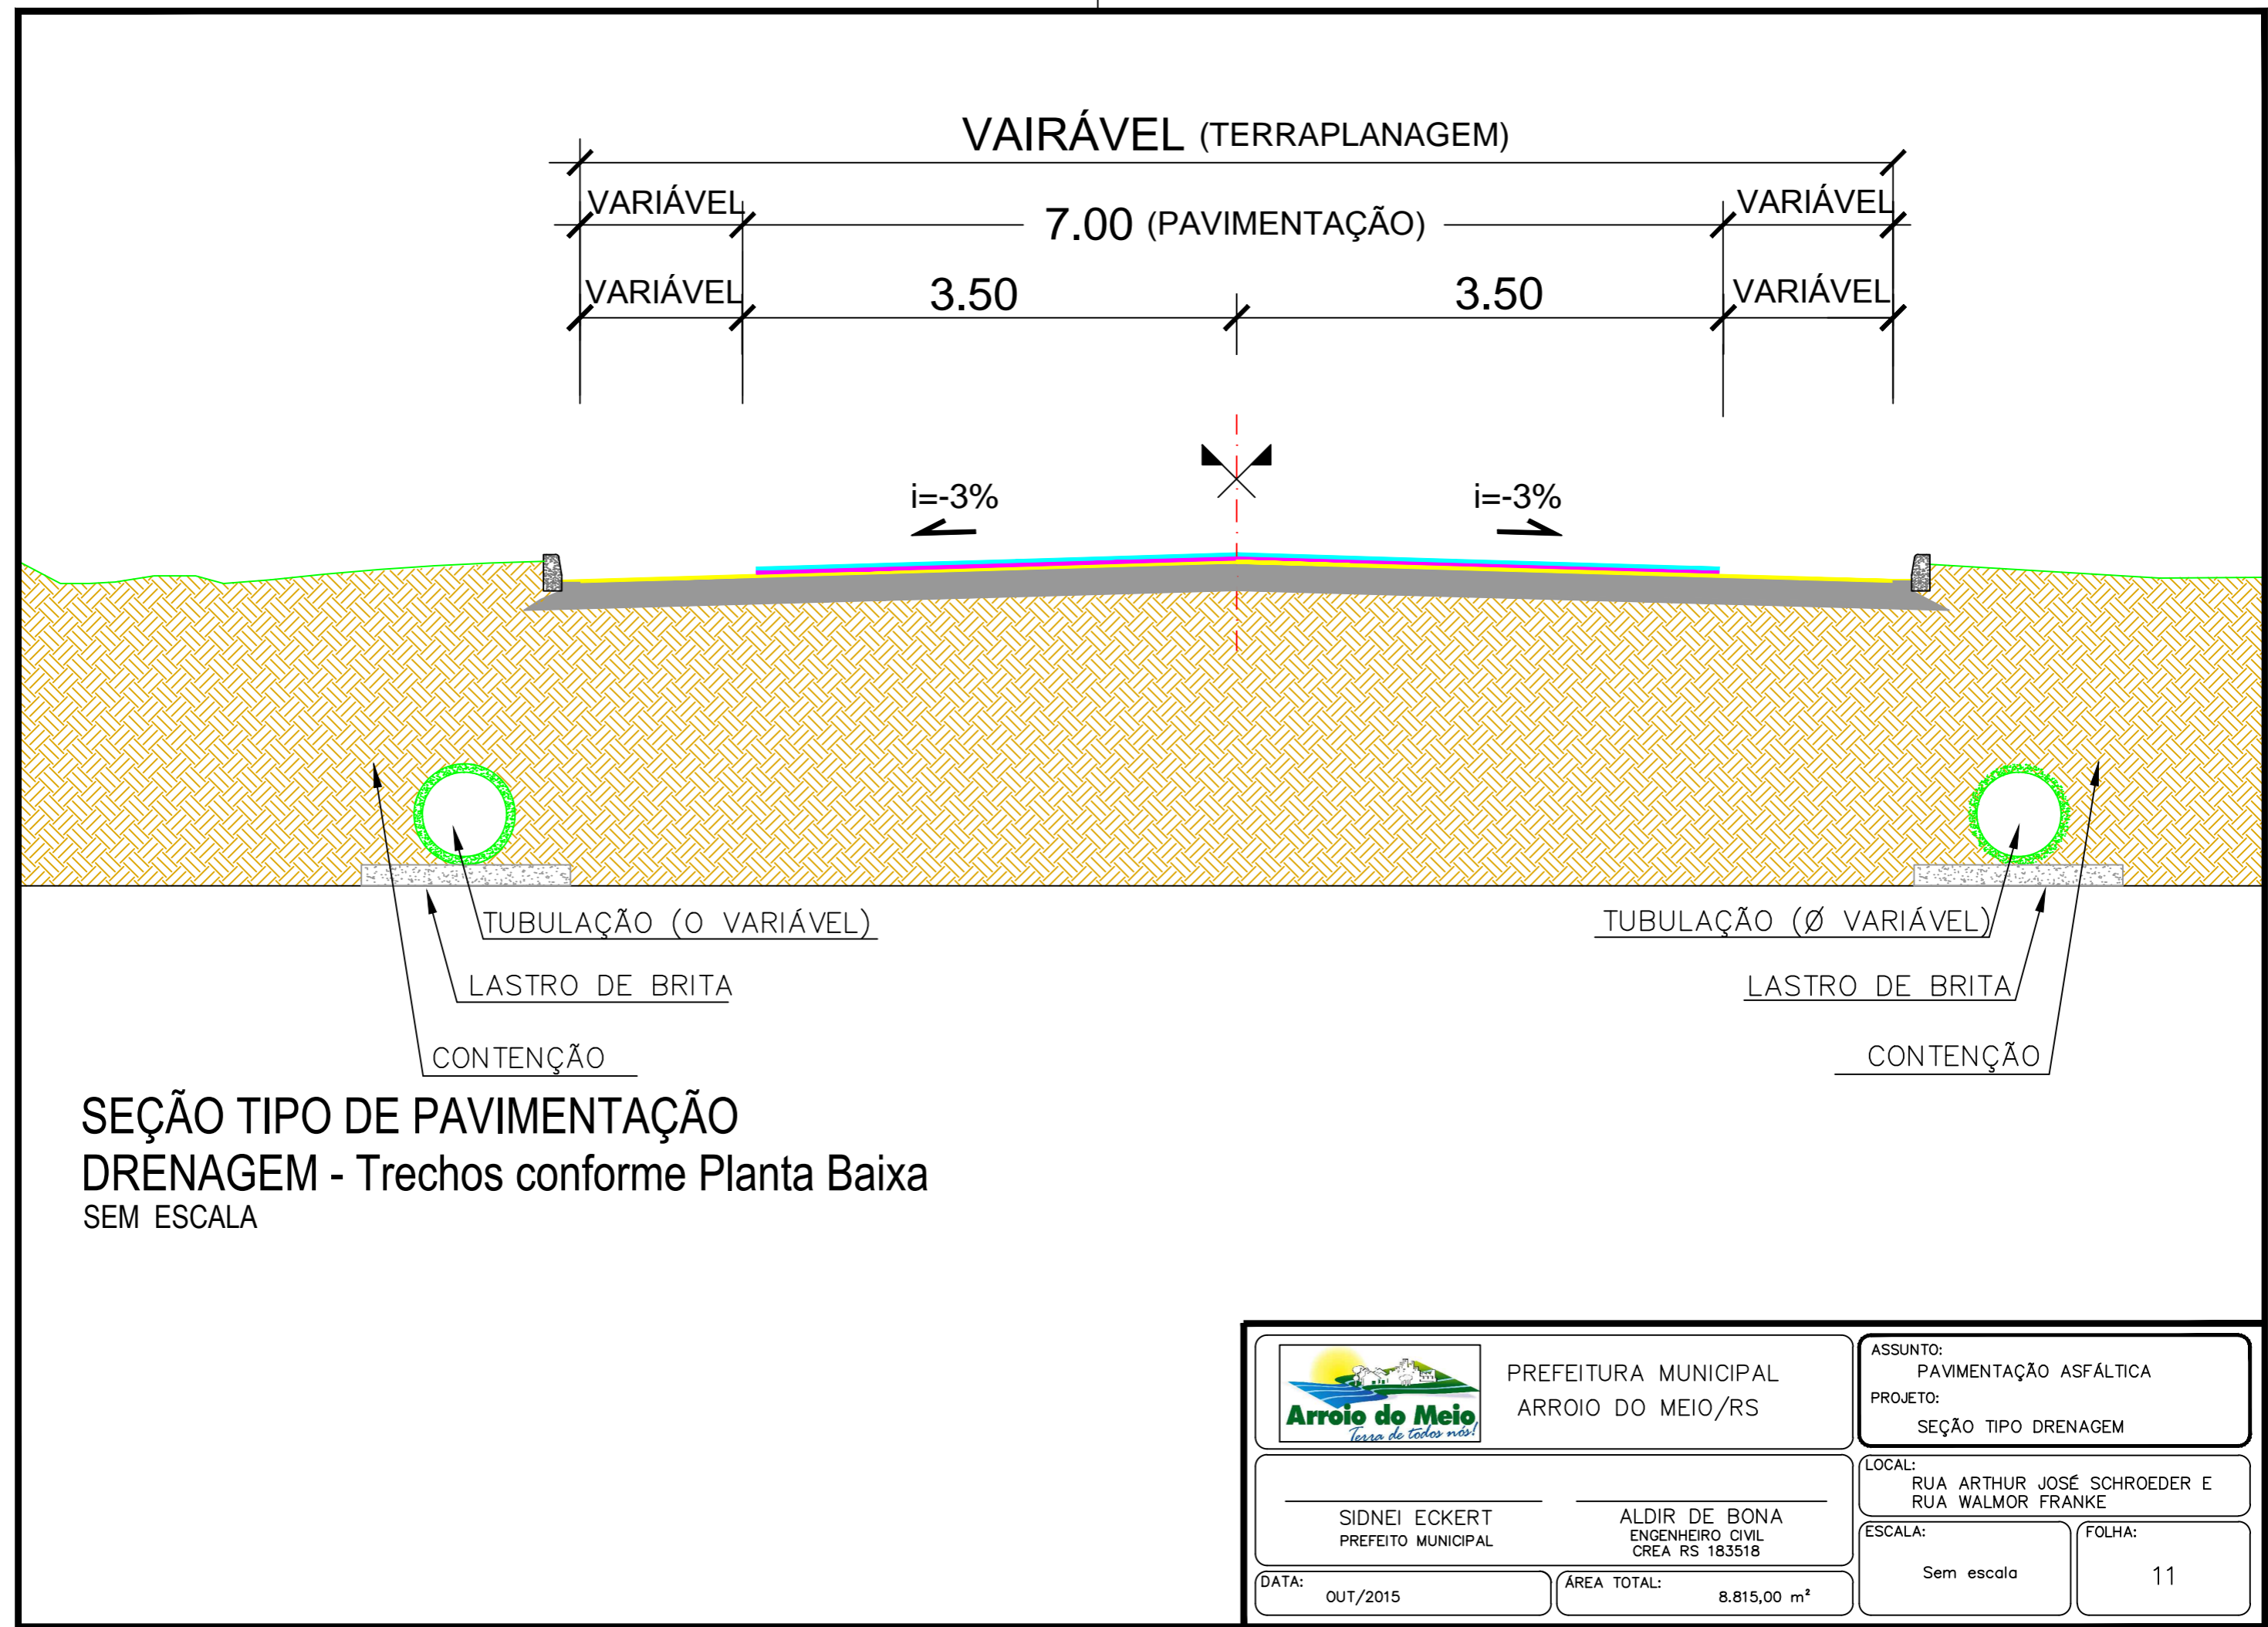 VAIRÁVEL (TERRAPLANAGEM)
VARIÁVEL
7.00 (PAVIMENTAÇÃO)
VARIÁVEL
VARIÁVEL
3.50
3.50
VARIÁVEL
i=-3%
i=-3%
TUBULAÇÃO (O VARIÁVEL)
TUBULAÇÃO (Ø VARIÁVEL)
LASTRO DE BRITA
LASTRO DE BRITA
CONTENÇÃO
CONTENÇÃO
SEÇÃO TIPO DE PAVIMENTAÇÃO
DRENAGEM - Trechos conforme Planta Baixa
SEM ESCALA
Arroio do Meio
Terra de todos nós!
PREFEITURA MUNICIPAL
ARROIO DO MEIO/RS
ASSUNTO:
PAVIMENTAÇÃO ASFÁLTICA
PROJETO:
SEÇÃO TIPO DRENAGEM
SIDNEI ECKERT
PREFEITO MUNICIPAL
ALDIR DE BONA
ENGENHEIRO CIVIL
CREA RS 183518
LOCAL:
RUA ARTHUR JOSÉ SCHROEDER E
RUA WALMOR FRANKE
ESCALA:
Sem escala
FOLHA:
11
DATA:
OUT/2015
ÁREA TOTAL:
8.815,00 m²